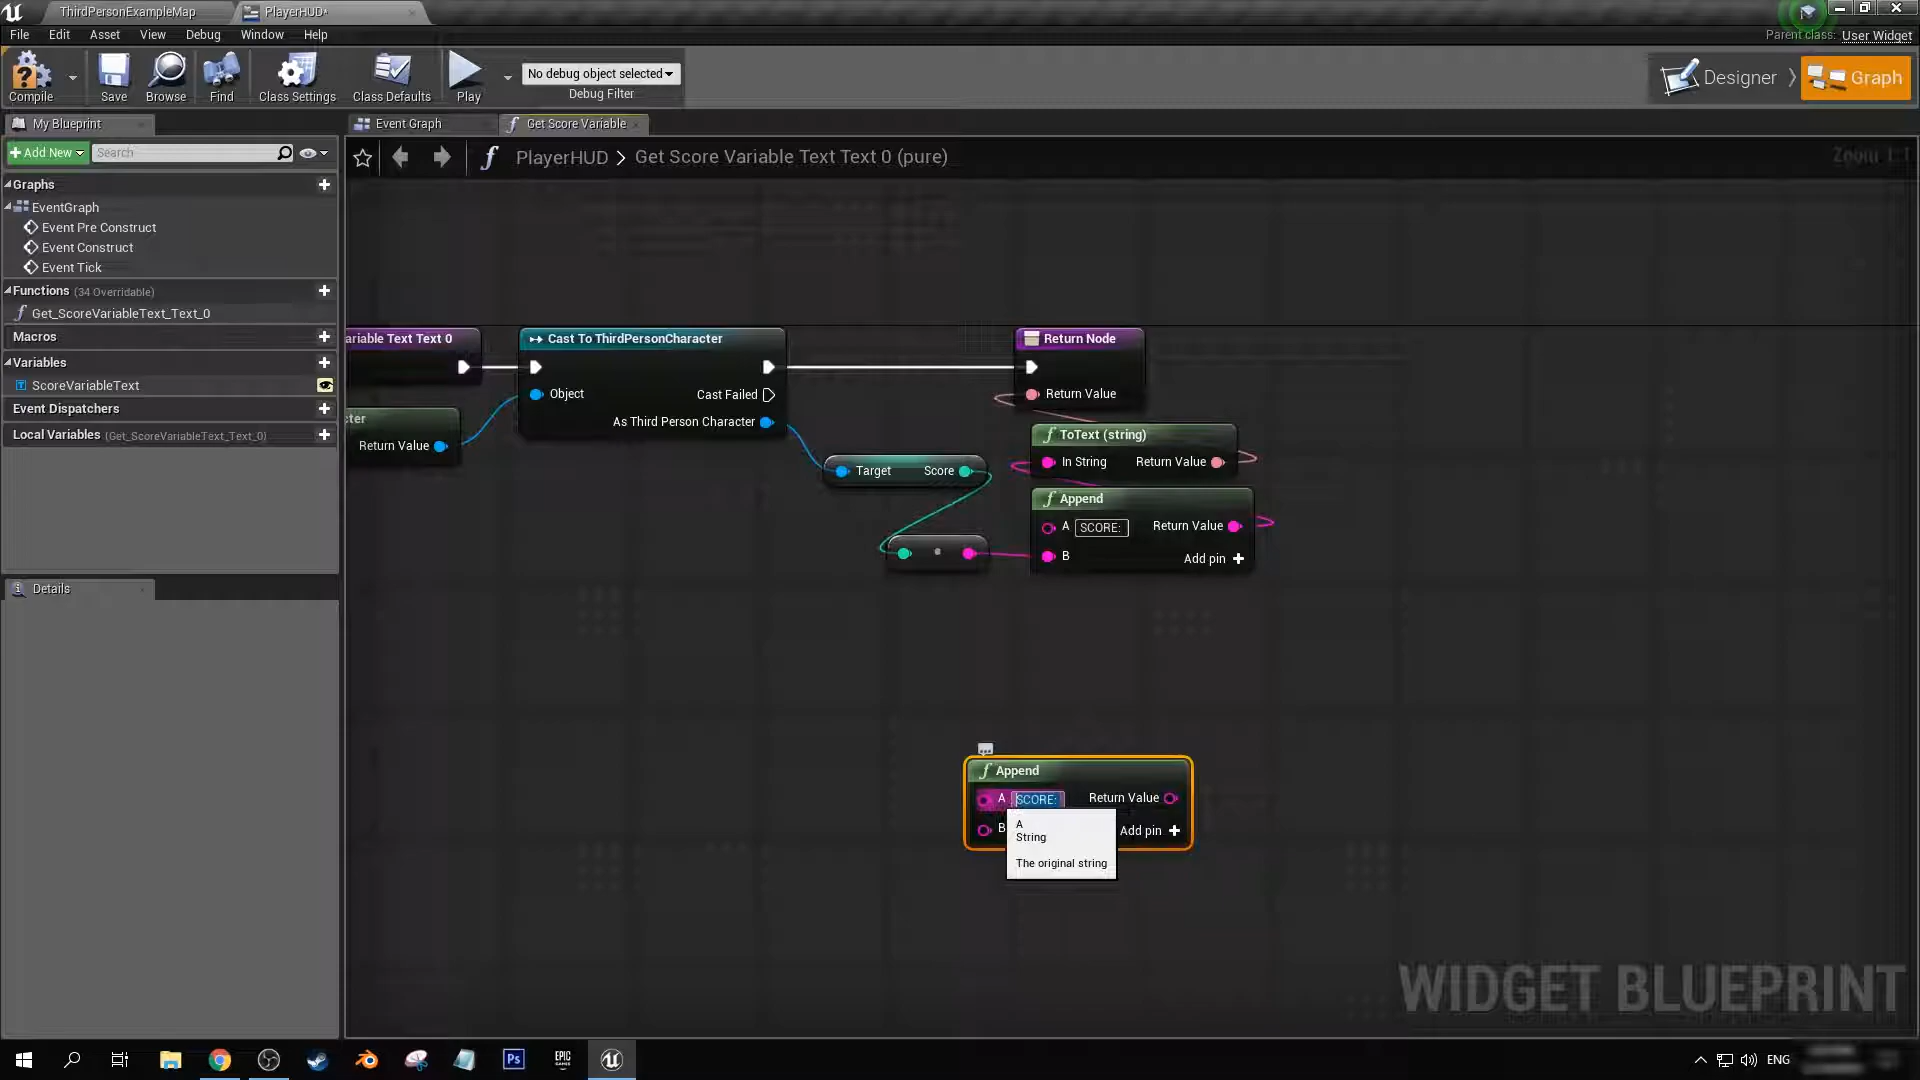 ThirdPersonExampleMap
PlayerHUD*
File Edit Asset View Debug Window Help
Parent class: User Widget
Compile
Save
Browse
Find
Class Settings
Class Defaults
Play
No debug object selected
Debug Filter
Designer
Graph
My Blueprint
Event Graph
Get Score Variable
Add New
Search
PlayerHUD > Get Score Variable Text Text 0 (pure)
Zoom 1:1
Graphs
EventGraph
Event Pre Construct
Event Construct
Event Tick
Functions (34 Overridable)
Get_ScoreVariableText_Text_0
Macros
Variables
ScoreVariableText
Event Dispatchers
Local Variables (Get_ScoreVariableText_Text_0)
Details
ariable Text Text 0
cter
Return Value
Cast To ThirdPersonCharacter
Object
Cast Failed
As Third Person Character
Target Score
Return Node
Return Value
ToText (string)
In String Return Value
Append
A SCORE: Return Value
B
Add pin +
Append
A SCORE: Return Value
B
Add pin +
A
String
The original string
WIDGET BLUEPRINT
Ps
EPIC
GAMES
ENG